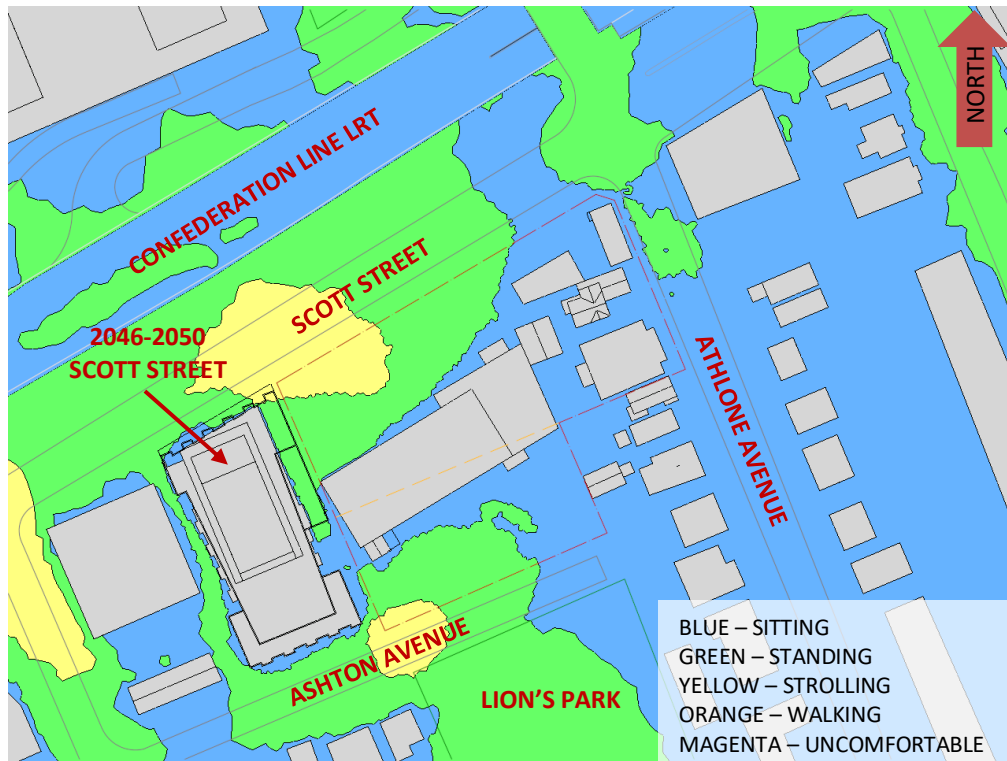 NORTH
CONFEDERATION LINE LRT
SCOTT STREET
2046-2050
SCOTT STREET
ATHLONE AVENUE
ASHTON AVENUE
LION'S PARK
BLUE – SITTING
GREEN – STANDING
YELLOW – STROLLING
ORANGE – WALKING
MAGENTA – UNCOMFORTABLE